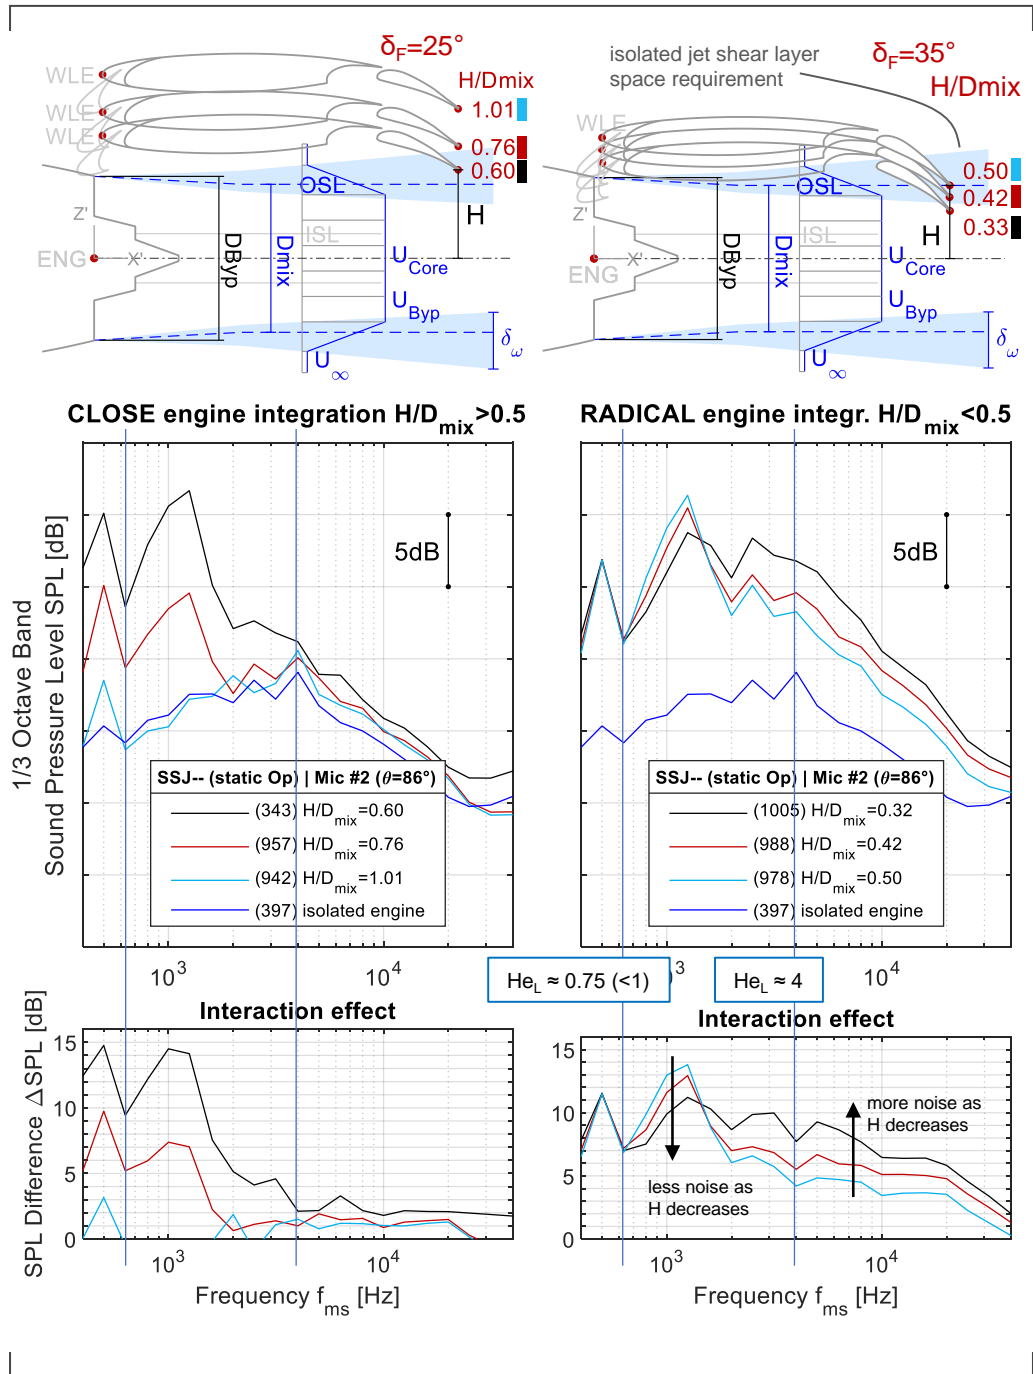 δF=25°
H/Dmix
WLE
1.01
WLE
WLE
0.76
0.60
OSL
Z'
H
ISL
DByp
Dmix
ENG
X'
UCore
UByp
U∞
δω
isolated jet shear layer
space requirement
δF=35°
H/Dmix
WLE
0.50
OSL
0.42
0.33
Z'
H
ISL
DByp
Dmix
X'
ENG
UCore
UByp
U∞
δω
CLOSE engine integration H/Dmix>0.5
1/3 Octave Band
Sound Pressure Level SPL [dB]
5dB
SSJ-- (static Op) | Mic #2 (θ=86°)
(343) H/Dmix=0.60
(957) H/Dmix=0.76
(942) H/Dmix=1.01
(397) isolated engine
10³
10⁴
RADICAL engine integr. H/Dmix<0.5
5dB
SSJ-- (static Op) | Mic #2 (θ=86°)
(1005) H/Dmix=0.32
(988) H/Dmix=0.42
(978) H/Dmix=0.50
(397) isolated engine
10⁴
HeL ≈ 0.75 (<1)
HeL ≈ 4
Interaction effect
SPL Difference ΔSPL [dB]
15
10
5
0
10³
10⁴
Frequency fms [Hz]
Interaction effect
15
10
5
0
more noise as
H decreases
less noise as
H decreases
10³
10⁴
Frequency fms [Hz]